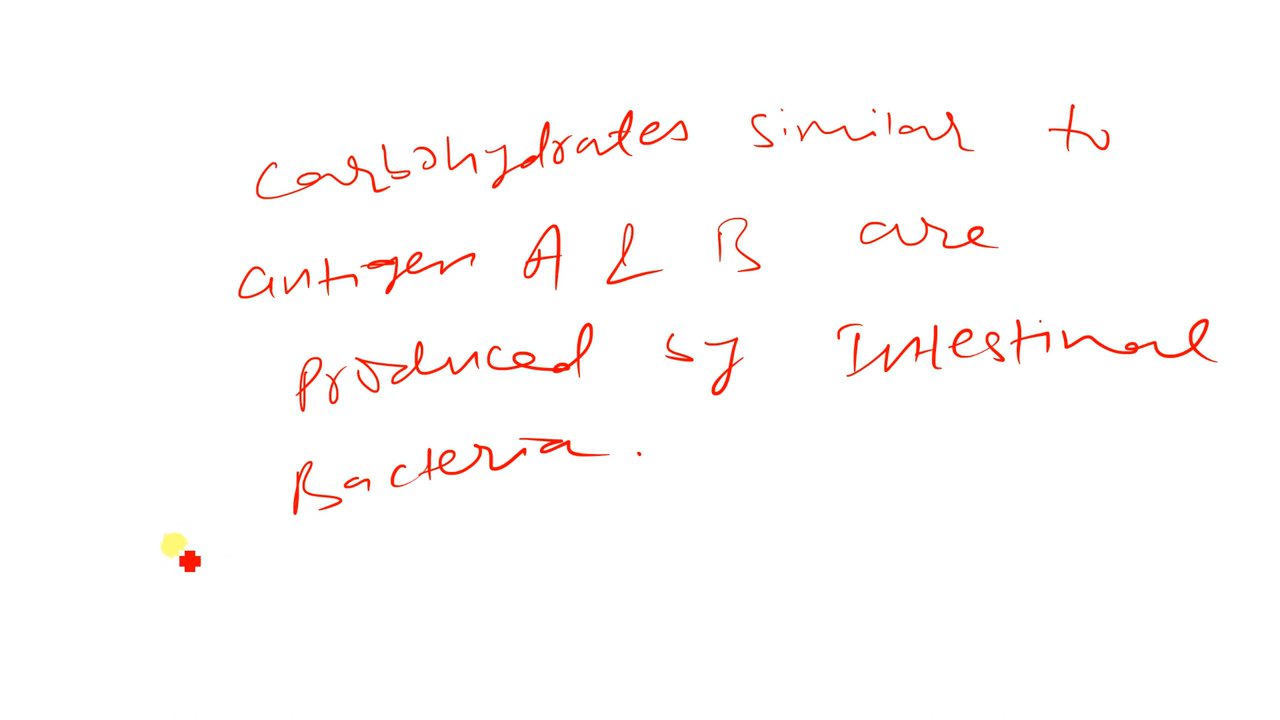 Carbohydrates similar to
antigen A & B are
produced by Intestinal
Bacteria.